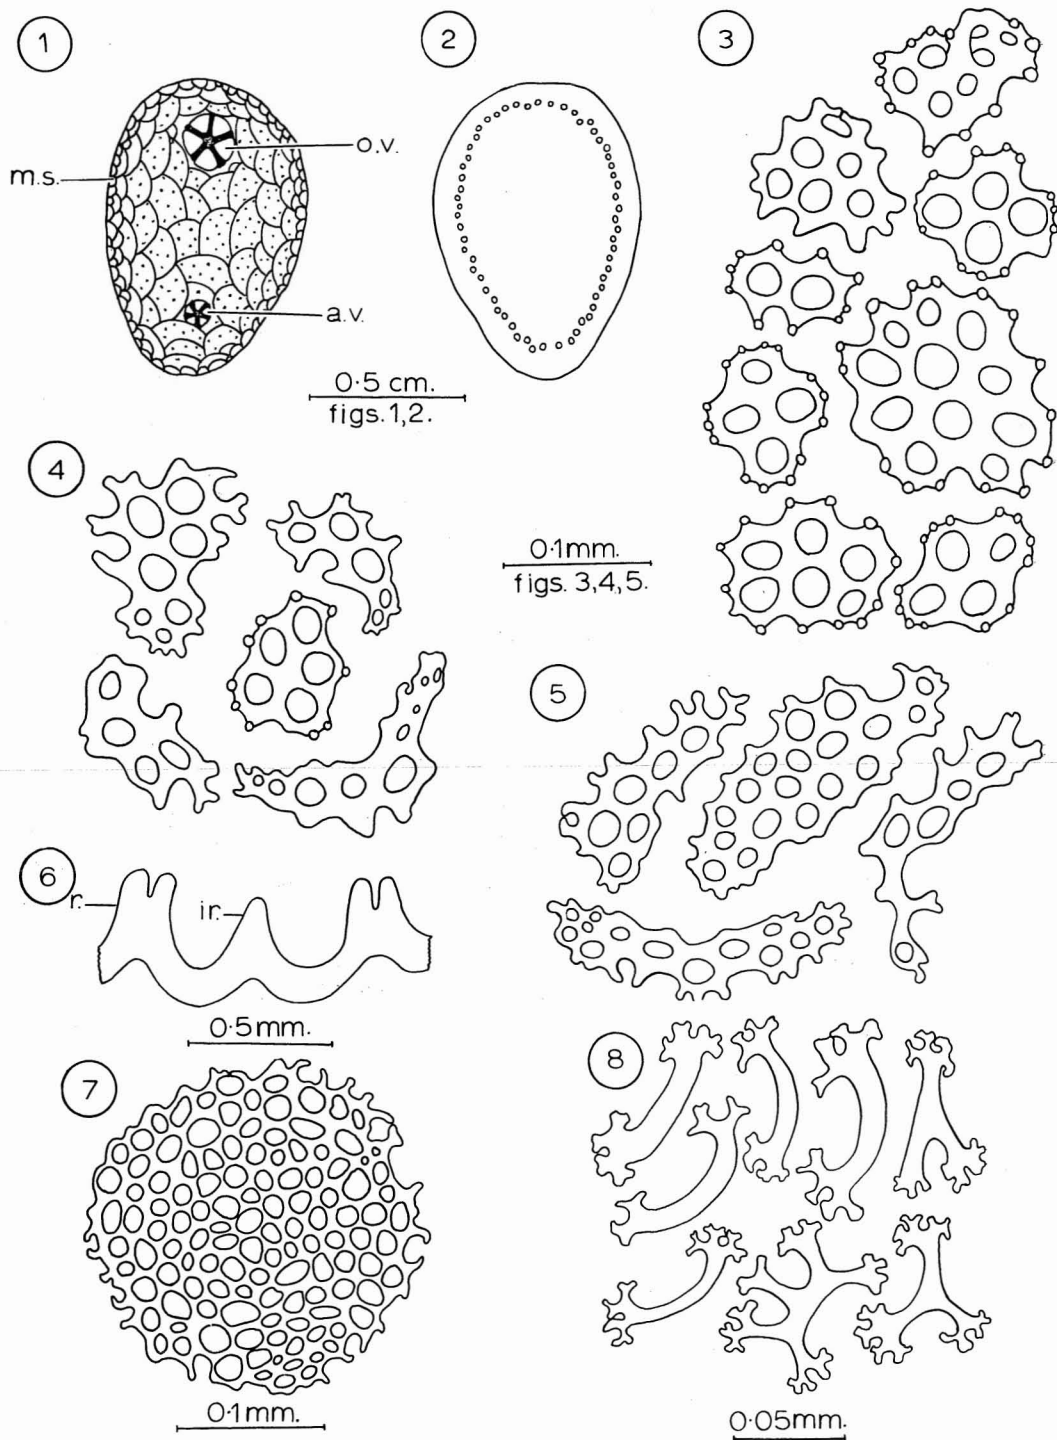 1
2
3
o.v.
m.s.
a.v.
0·5 cm.
figs. 1,2.
4
0·1mm.
figs. 3,4,5.
5
6
r.
ir.
0·5mm.
7
8
0·1mm.
0·05mm.